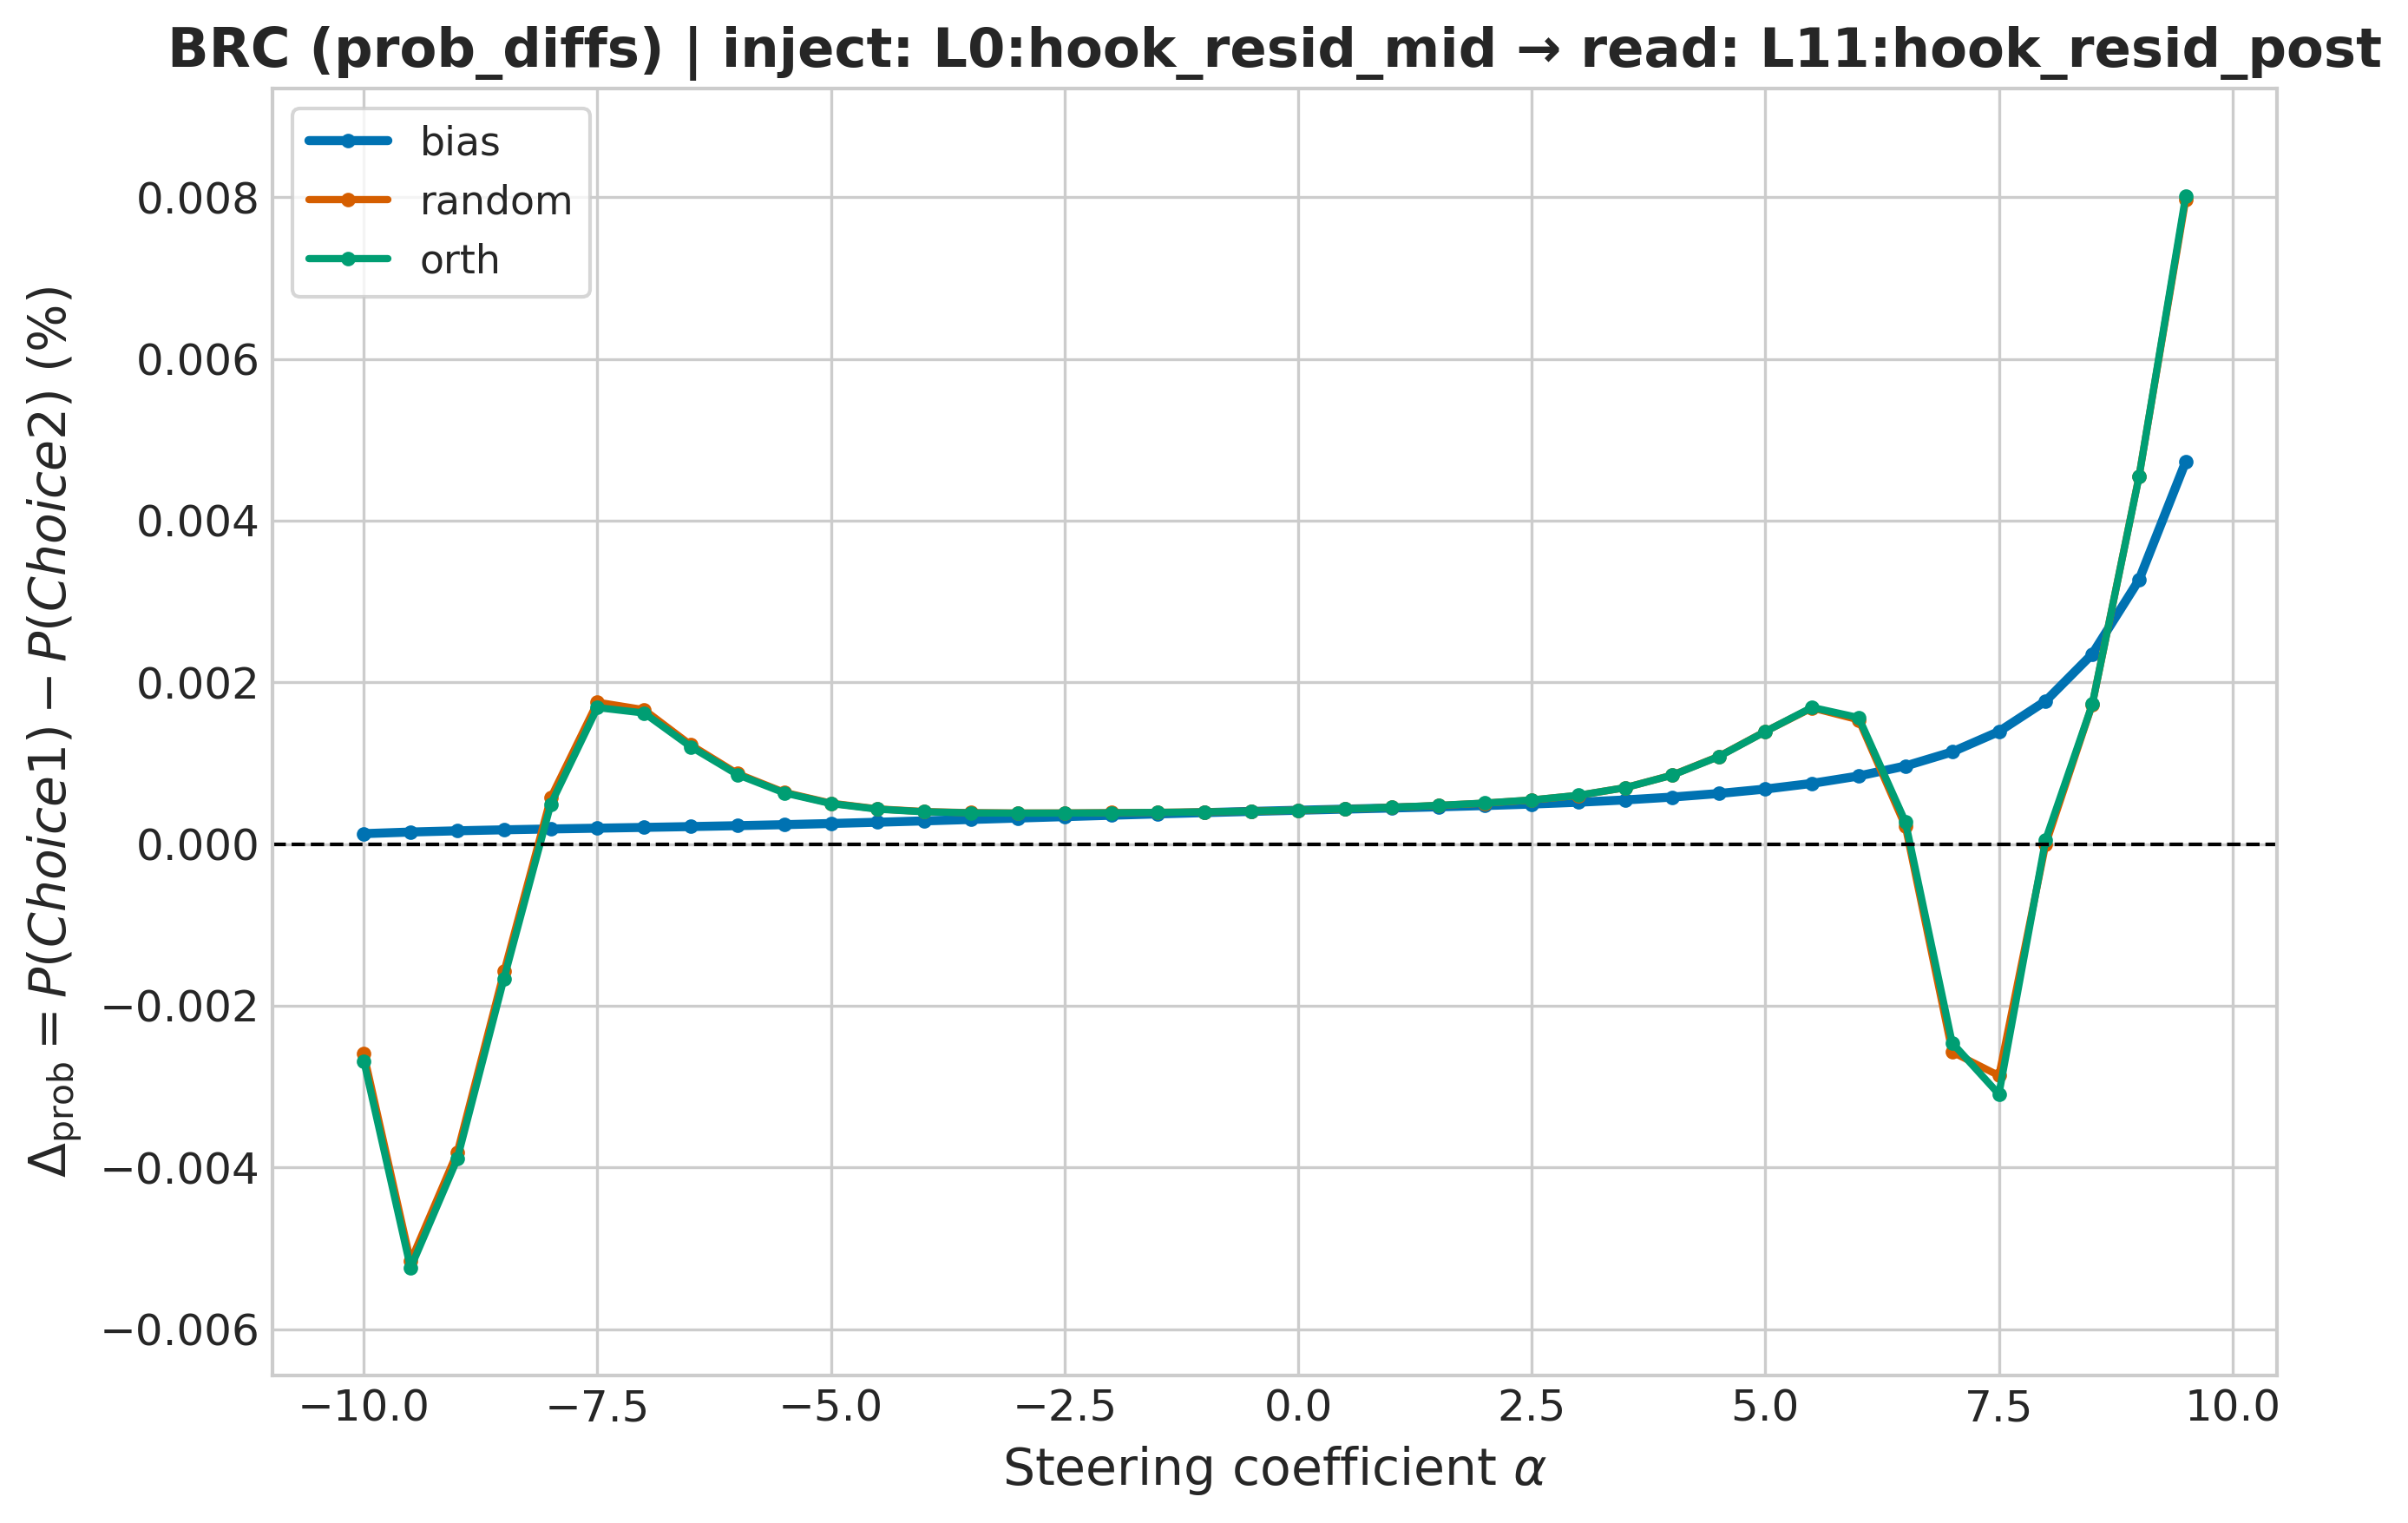 BRC (prob_diffs) | inject: L0:hook_resid_mid → read: L11:hook_resid_post
bias
random
orth
Δprob = P(Choice1) − P(Choice2) (%)
0.008
0.006
0.004
0.002
0.000
−0.002
−0.004
−0.006
−10.0
−7.5
−5.0
−2.5
0.0
2.5
5.0
7.5
10.0
Steering coefficient α